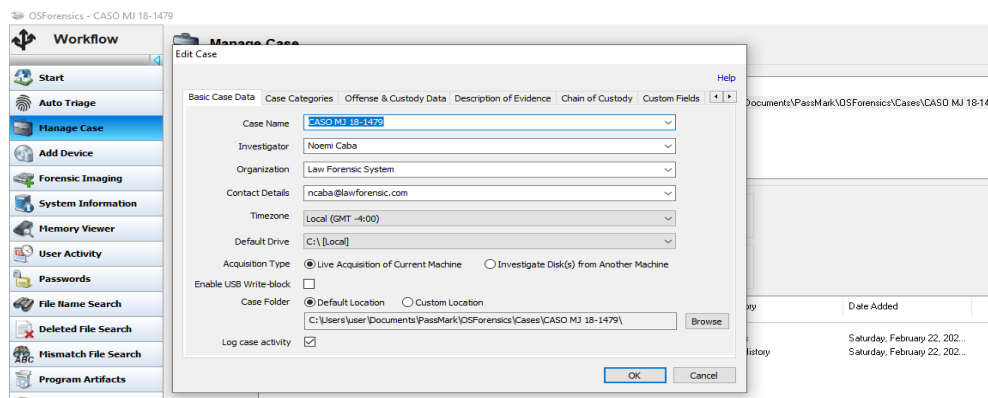 OSForensics - CASO MJ 18-1479
Workflow
Manage Case
Edit Case
Help
Basic Case Data Case Categories Offense & Custody Data Description of Evidence Chain of Custody Custom Fields
Case Name CASO MJ 18-1479
Investigator Noemi Caba
Organization Law Forensic System
Contact Details ncaba@lawforensic.com
Timezone Local (GMT -4:00)
Default Drive C:\ [Local]
Acquisition Type Live Acquisition of Current Machine Investigate Disk(s) from Another Machine
Enable USB Write-block
Case Folder Default Location Custom Location
C:\Users\user\Documents\PassMark\OSForensics\Cases\CASO MJ 18-1479\ Browse
Log case activity
OK Cancel
Start
Auto Triage
Manage Case
Add Device
Forensic Imaging
System Information
Memory Viewer
User Activity
Passwords
File Name Search
Deleted File Search
Mismatch File Search
Program Artifacts
Documents\PassMark\OSForensics\Cases\CASO MJ 18-14
Date Added
Saturday, February 22, 202...
History Saturday, February 22, 202...